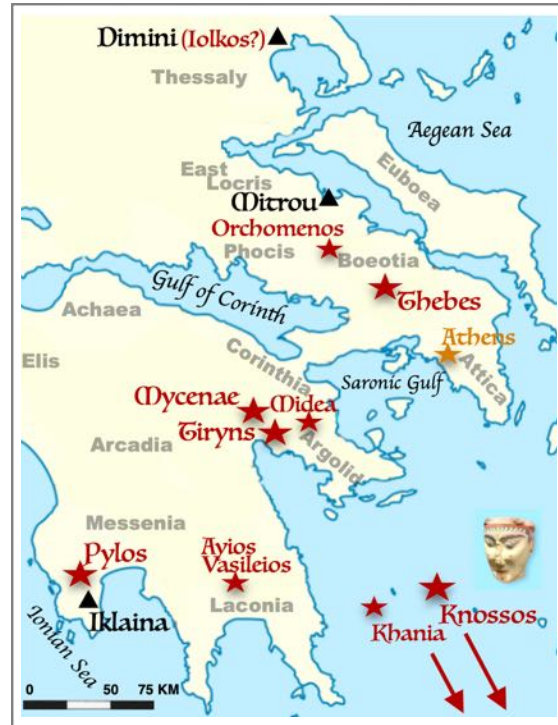 Dimini (Iolkos?)
Thessaly
Aegean Sea
East
Locris
Euboea
Mitrou
Orchomenos
Phocis
Boeotia
Gulf of Corinth
Thebes
Achaea
Athens
Elis
Corinthia
Saronic Gulf
Attica
Mycenae
Midea
Tiryns
Arcadia
Argolid
Messenia
Pylos
Ayios
Vasileios
Iklaina
Laconia
Khania
Knossos
Ionian Sea
0 50 75 KM